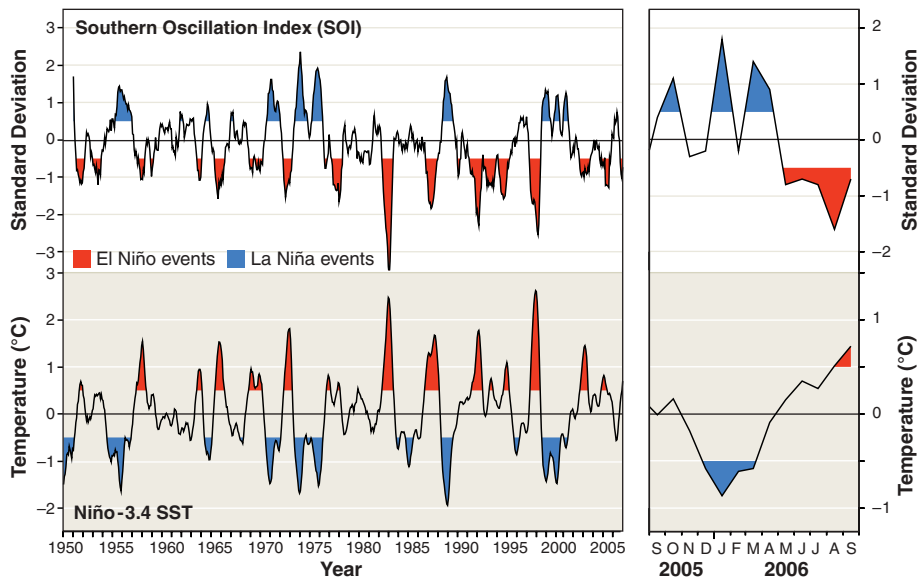 Southern Oscillation Index (SOI)
Standard Deviation
3
2
1
0
−1
−2
−3
El Niño events
La Niña events
2
1
0
−1
−2
Standard Deviation
Temperature (°C)
3
2
1
0
−1
−2
Niño-3.4 SST
1
0
−1
Temperature (°C)
1950 1955 1960 1965 1970 1975 1980 1985 1990 1995 2000 2005
Year
S O N D J F M A M J J A S
2005 2006